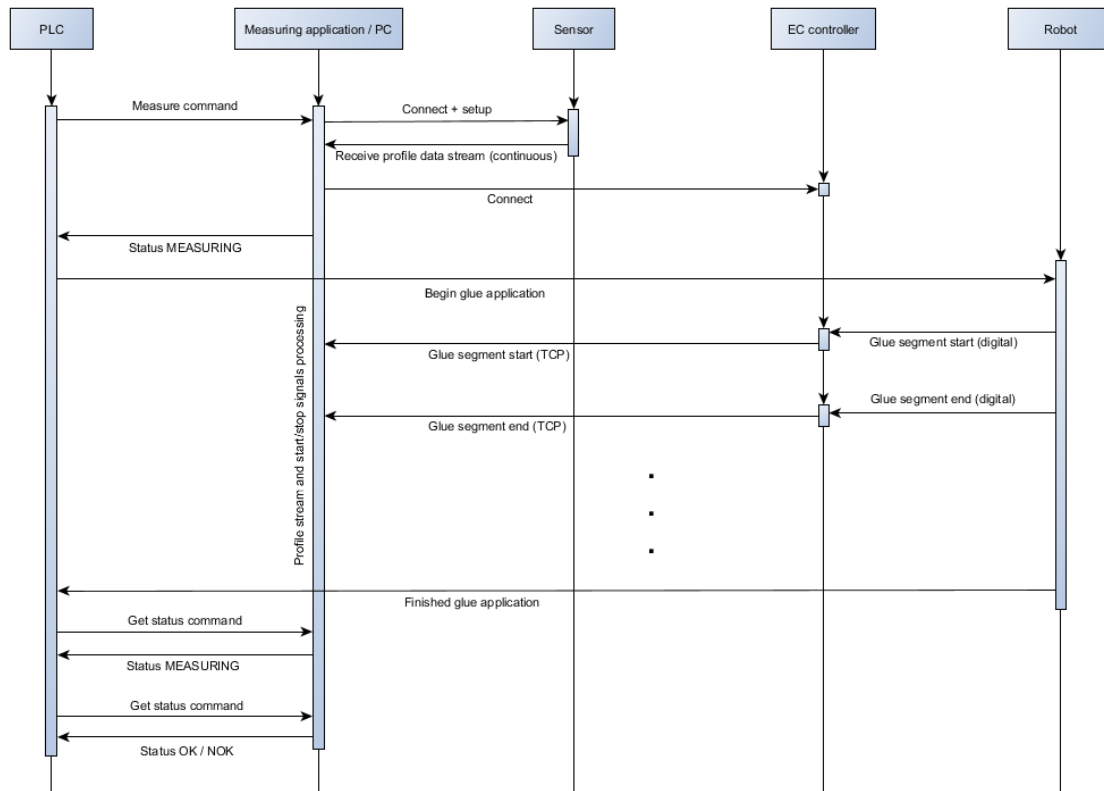 PLC
Measuring application / PC
Sensor
EC controller
Robot
Measure command
Connect + setup
Receive profile data stream (continuous)
Connect
Status MEASURING
Begin glue application
Profile stream and start/stop signals processing
Glue segment start (digital)
Glue segment start (TCP)
Glue segment end (digital)
Glue segment end (TCP)
Finished glue application
Get status command
Status MEASURING
Get status command
Status OK / NOK